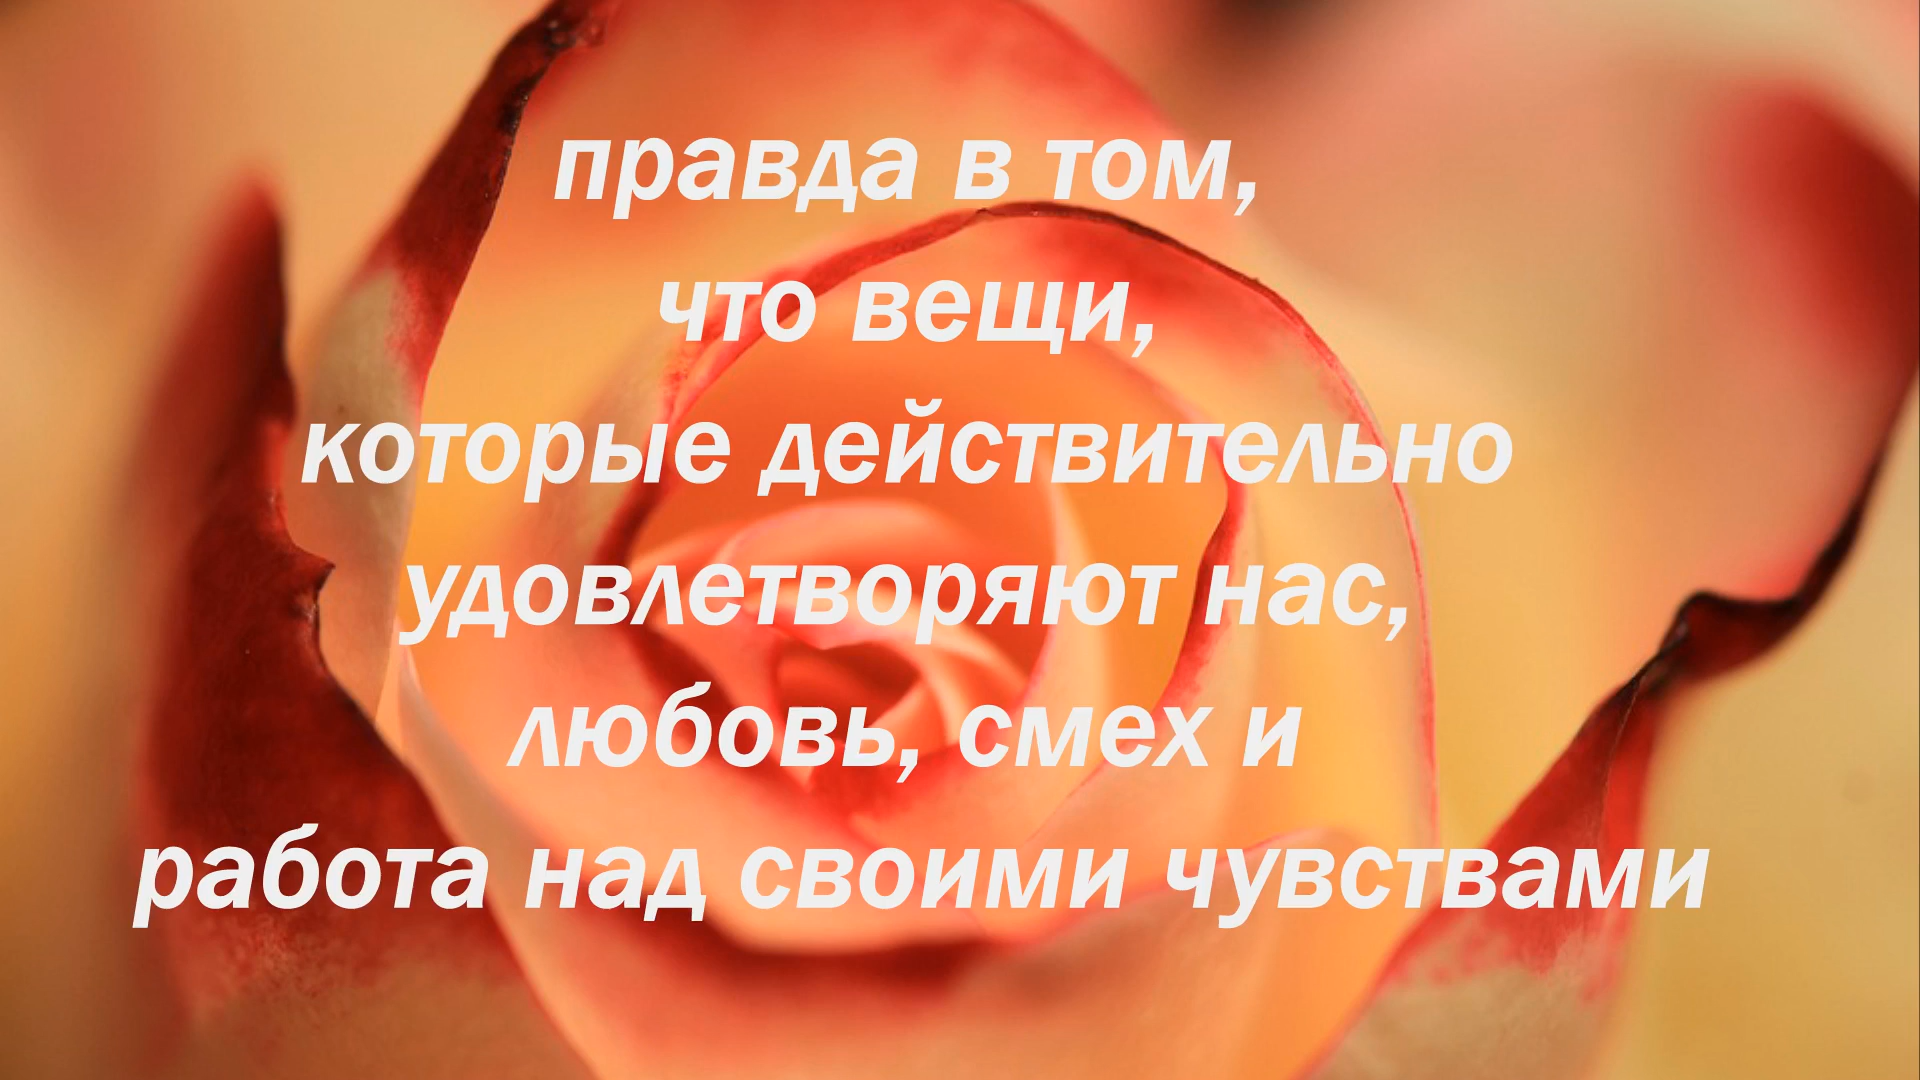 правда в том,
что вещи,
которые действительно
удовлетворяют нас,
любовь, смех и
работа над своими чувствами